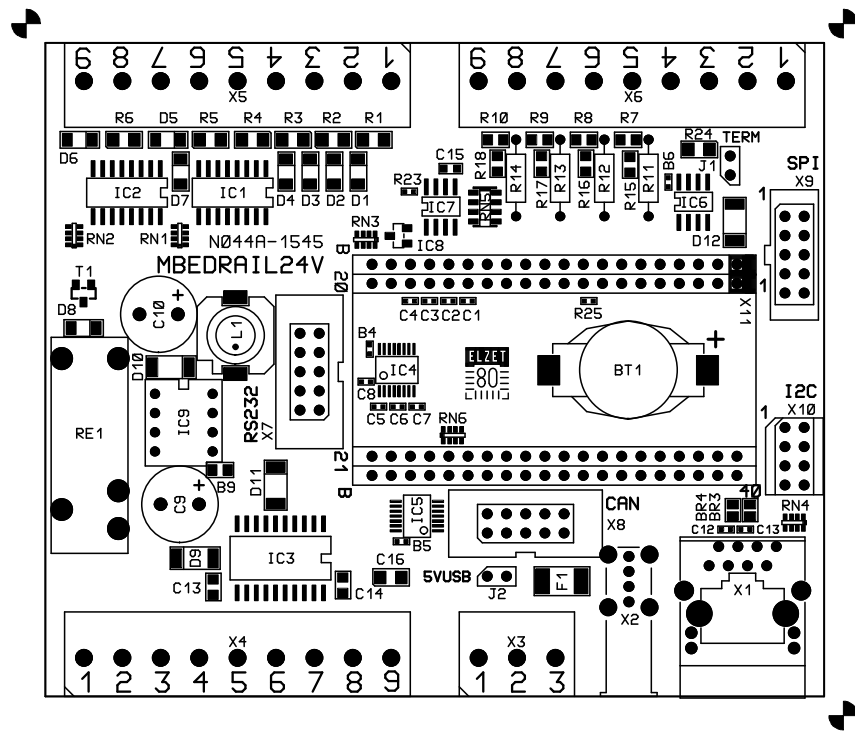 9 8 7 6 5 4 3 2 1
9 8 7 6 5 4 3 2 1
X5
X6
R6 D5 R5 R4 R3 R2 R1
R10 R9 R8 R7
TERM
D6
R24
J1
SPI
X9
IC2
D7
IC1
D4 D3 D2 D1
C15
R18
R14
R17
R13
R16
R12
R15
R11
B6
R23
IC7
RN5
IC6
1
RN2
RN1
N044A-1545
RN3
IC8
D12
B
MBEDRAIL24V
T1
20
1
D8
C10
+
L1
C4 C3 C2 C1
R25
X11
D10
B4
ELZET
80
+
IC4
BT1
C8
I2C
X10
1
RE1
IC9
RS232
X7
C5 C6 C7
RN6
21
B9
D11
B
40
C9
+
IC5
CAN
X8
BR4
BR3
RN4
C12 C13
B5
D9
IC3
C16
5VUSB
J2
F1
C13
C14
X1
X2
X4
X3
1 2 3 4 5 6 7 8 9
1 2 3